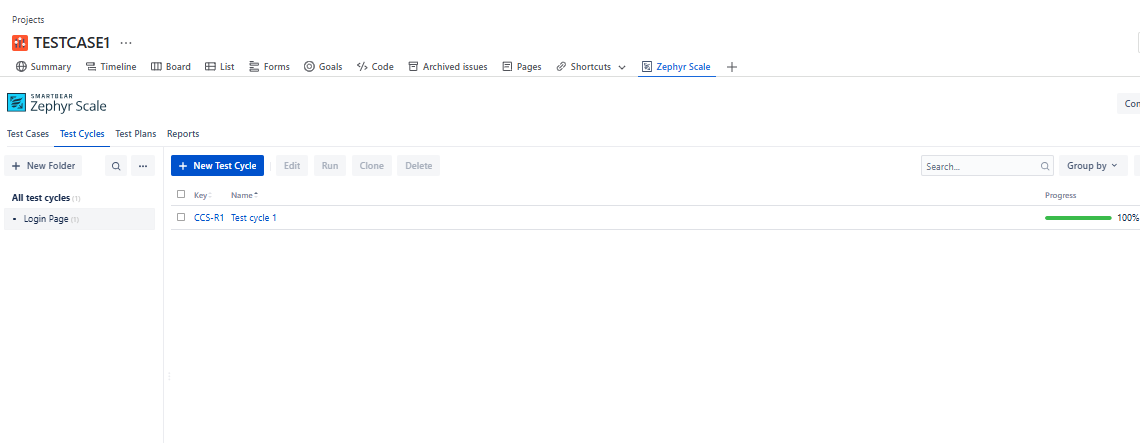 Projects
TESTCASE1
Summary Timeline Board List Forms Goals Code Archived issues Pages Shortcuts Zephyr Scale
SMARTBEAR
Zephyr Scale
Con
Test Cases Test Cycles Test Plans Reports
+ New Folder ... + New Test Cycle Edit Run Clone Delete Search... Group by
Key Name Progress
All test cycles (1)
• Login Page (1)
CCS-R1 Test cycle 1 100%